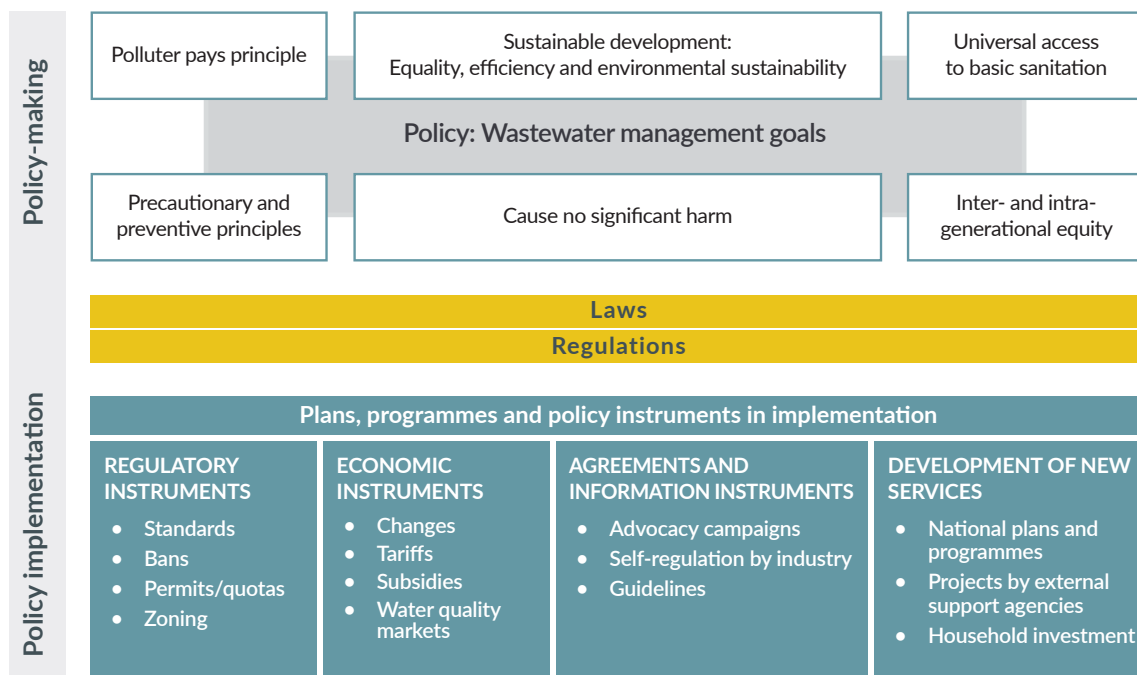 Policy-making
Polluter pays principle
Sustainable development:
Equality, efficiency and environmental sustainability
Universal access
to basic sanitation
Policy: Wastewater management goals
Precautionary and
preventive principles
Cause no significant harm
Inter- and intra-
generational equity
Laws
Regulations
Policy implementation
Plans, programmes and policy instruments in implementation
REGULATORY
INSTRUMENTS
• Standards
• Bans
• Permits/quotas
• Zoning
ECONOMIC
INSTRUMENTS
• Changes
• Tariffs
• Subsidies
• Water quality
markets
AGREEMENTS AND
INFORMATION INSTRUMENTS
• Advocacy campaigns
• Self-regulation by industry
• Guidelines
DEVELOPMENT OF NEW
SERVICES
• National plans and
programmes
• Projects by external
support agencies
• Household investment